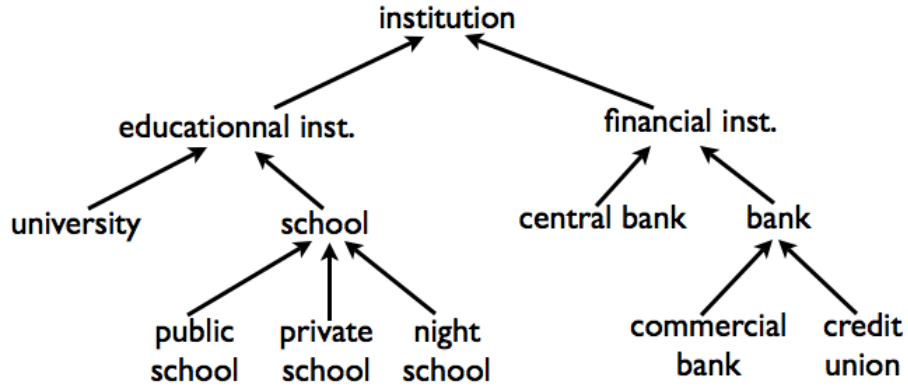 institution
educationnal inst.
financial inst.
university
school
central bank
bank
public
school
private
school
night
school
commercial
bank
credit
union